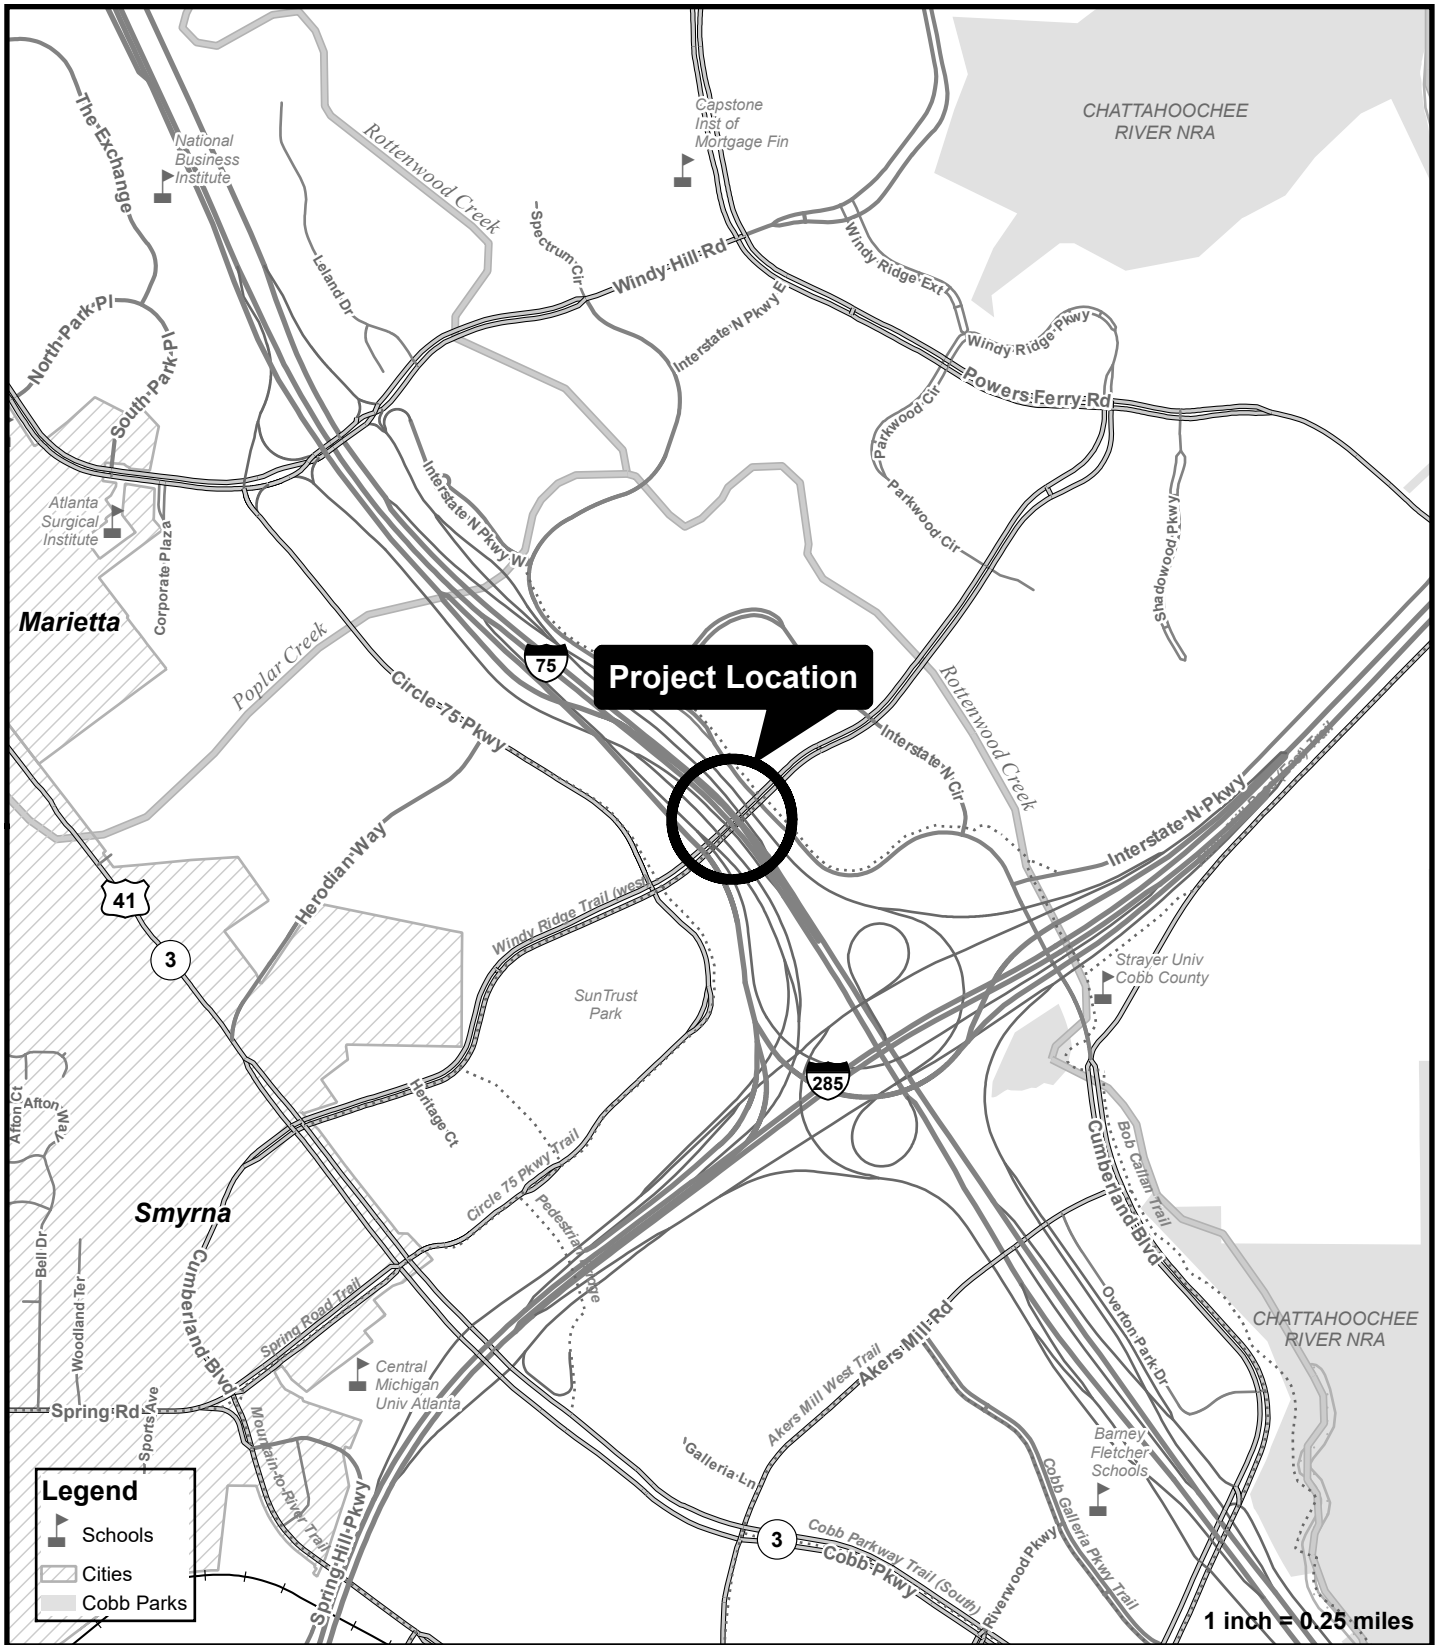 The Exchange
National
Business
Institute
Rottenwood Creek
Capstone
Inst of
Mortgage Fin
CHATTAHOOCHEE
RIVER NRA
Spectrum Cir
Leland Dr
Windy Hill Rd
Windy Ridge Ext
Interstate N Pkwy E
Windy Ridge Pkwy
North Park Pl
South Park Pl
Powers Ferry Rd
Parkwood Cir
Parkwood Cir
Shadowood Pkwy
Interstate N Pkwy W
Atlanta
Surgical
Institute
Corporate Plaza
Marietta
Poplar Creek
75
Project Location
Circle 75 Pkwy
Rottenwood Creek
Interstate N Cir
Interstate N Pkwy
Herodian Way
41
3
Windy Ridge Trail (west)
SunTrust
Park
Strayer Univ
Cobb County
285
Afton Ct
Afton Way
Heritage Ct
Circle 75 Pkwy Trail
Pedestrian Bridge
Bob Callan Trail
Cumberland Blvd
Smyrna
Bell Dr
Woodland Ter
Cumberland Blvd
Spring Road Trail
Overton Park Dr
CHATTAHOOCHEE
RIVER NRA
Akers Mill Rd
Akers Mill West Trail
Central
Michigan
Univ Atlanta
Spring Rd
Sports Ave
Mountain-to-River Trail
Galleria Ln
Barney
Fletcher
Schools
Cobb Galleria Pkwy Trail
Spring Hill Pkwy
3
Cobb Parkway Trail (South)
Cobb Pkwy
Riverwood Pkwy
Legend
Schools
Cities
Cobb Parks
1 inch = 0.25 miles